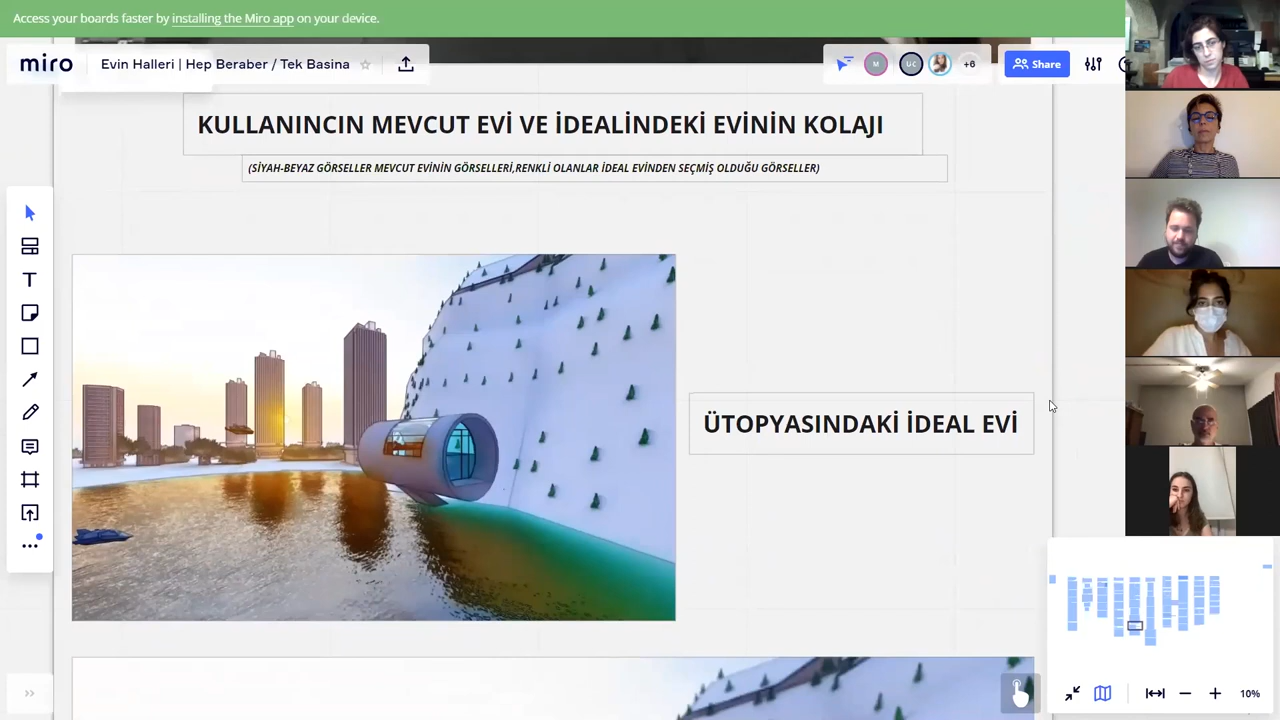 Access your boards faster by installing the Miro app on your device.
miro
Evin Halleri | Hep Beraber / Tek Basina
M
UC
+6
Share
KULLANINCIN MEVCUT EVİ VE İDEALİNDEKİ EVİNİN KOLAJI
(SİYAH-BEYAZ GÖRSELLER MEVCUT EVİNİN GÖRSELLERİ,RENKLİ OLANLAR İDEAL EVİNDEN SEÇMİŞ OLDUĞU GÖRSELLER)
ÜTOPYASINDAKİ İDEAL EVİ
10%